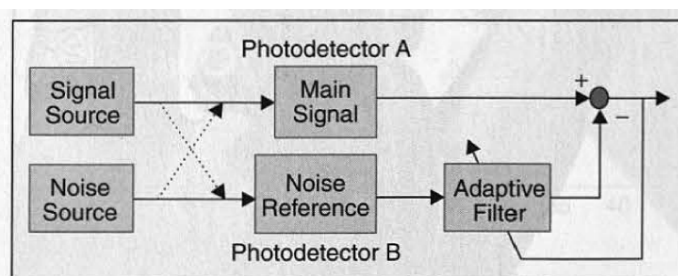 Photodetector A
Signal
Source
Main
Signal
+
−
Noise
Source
Noise
Reference
Adaptive
Filter
Photodetector B